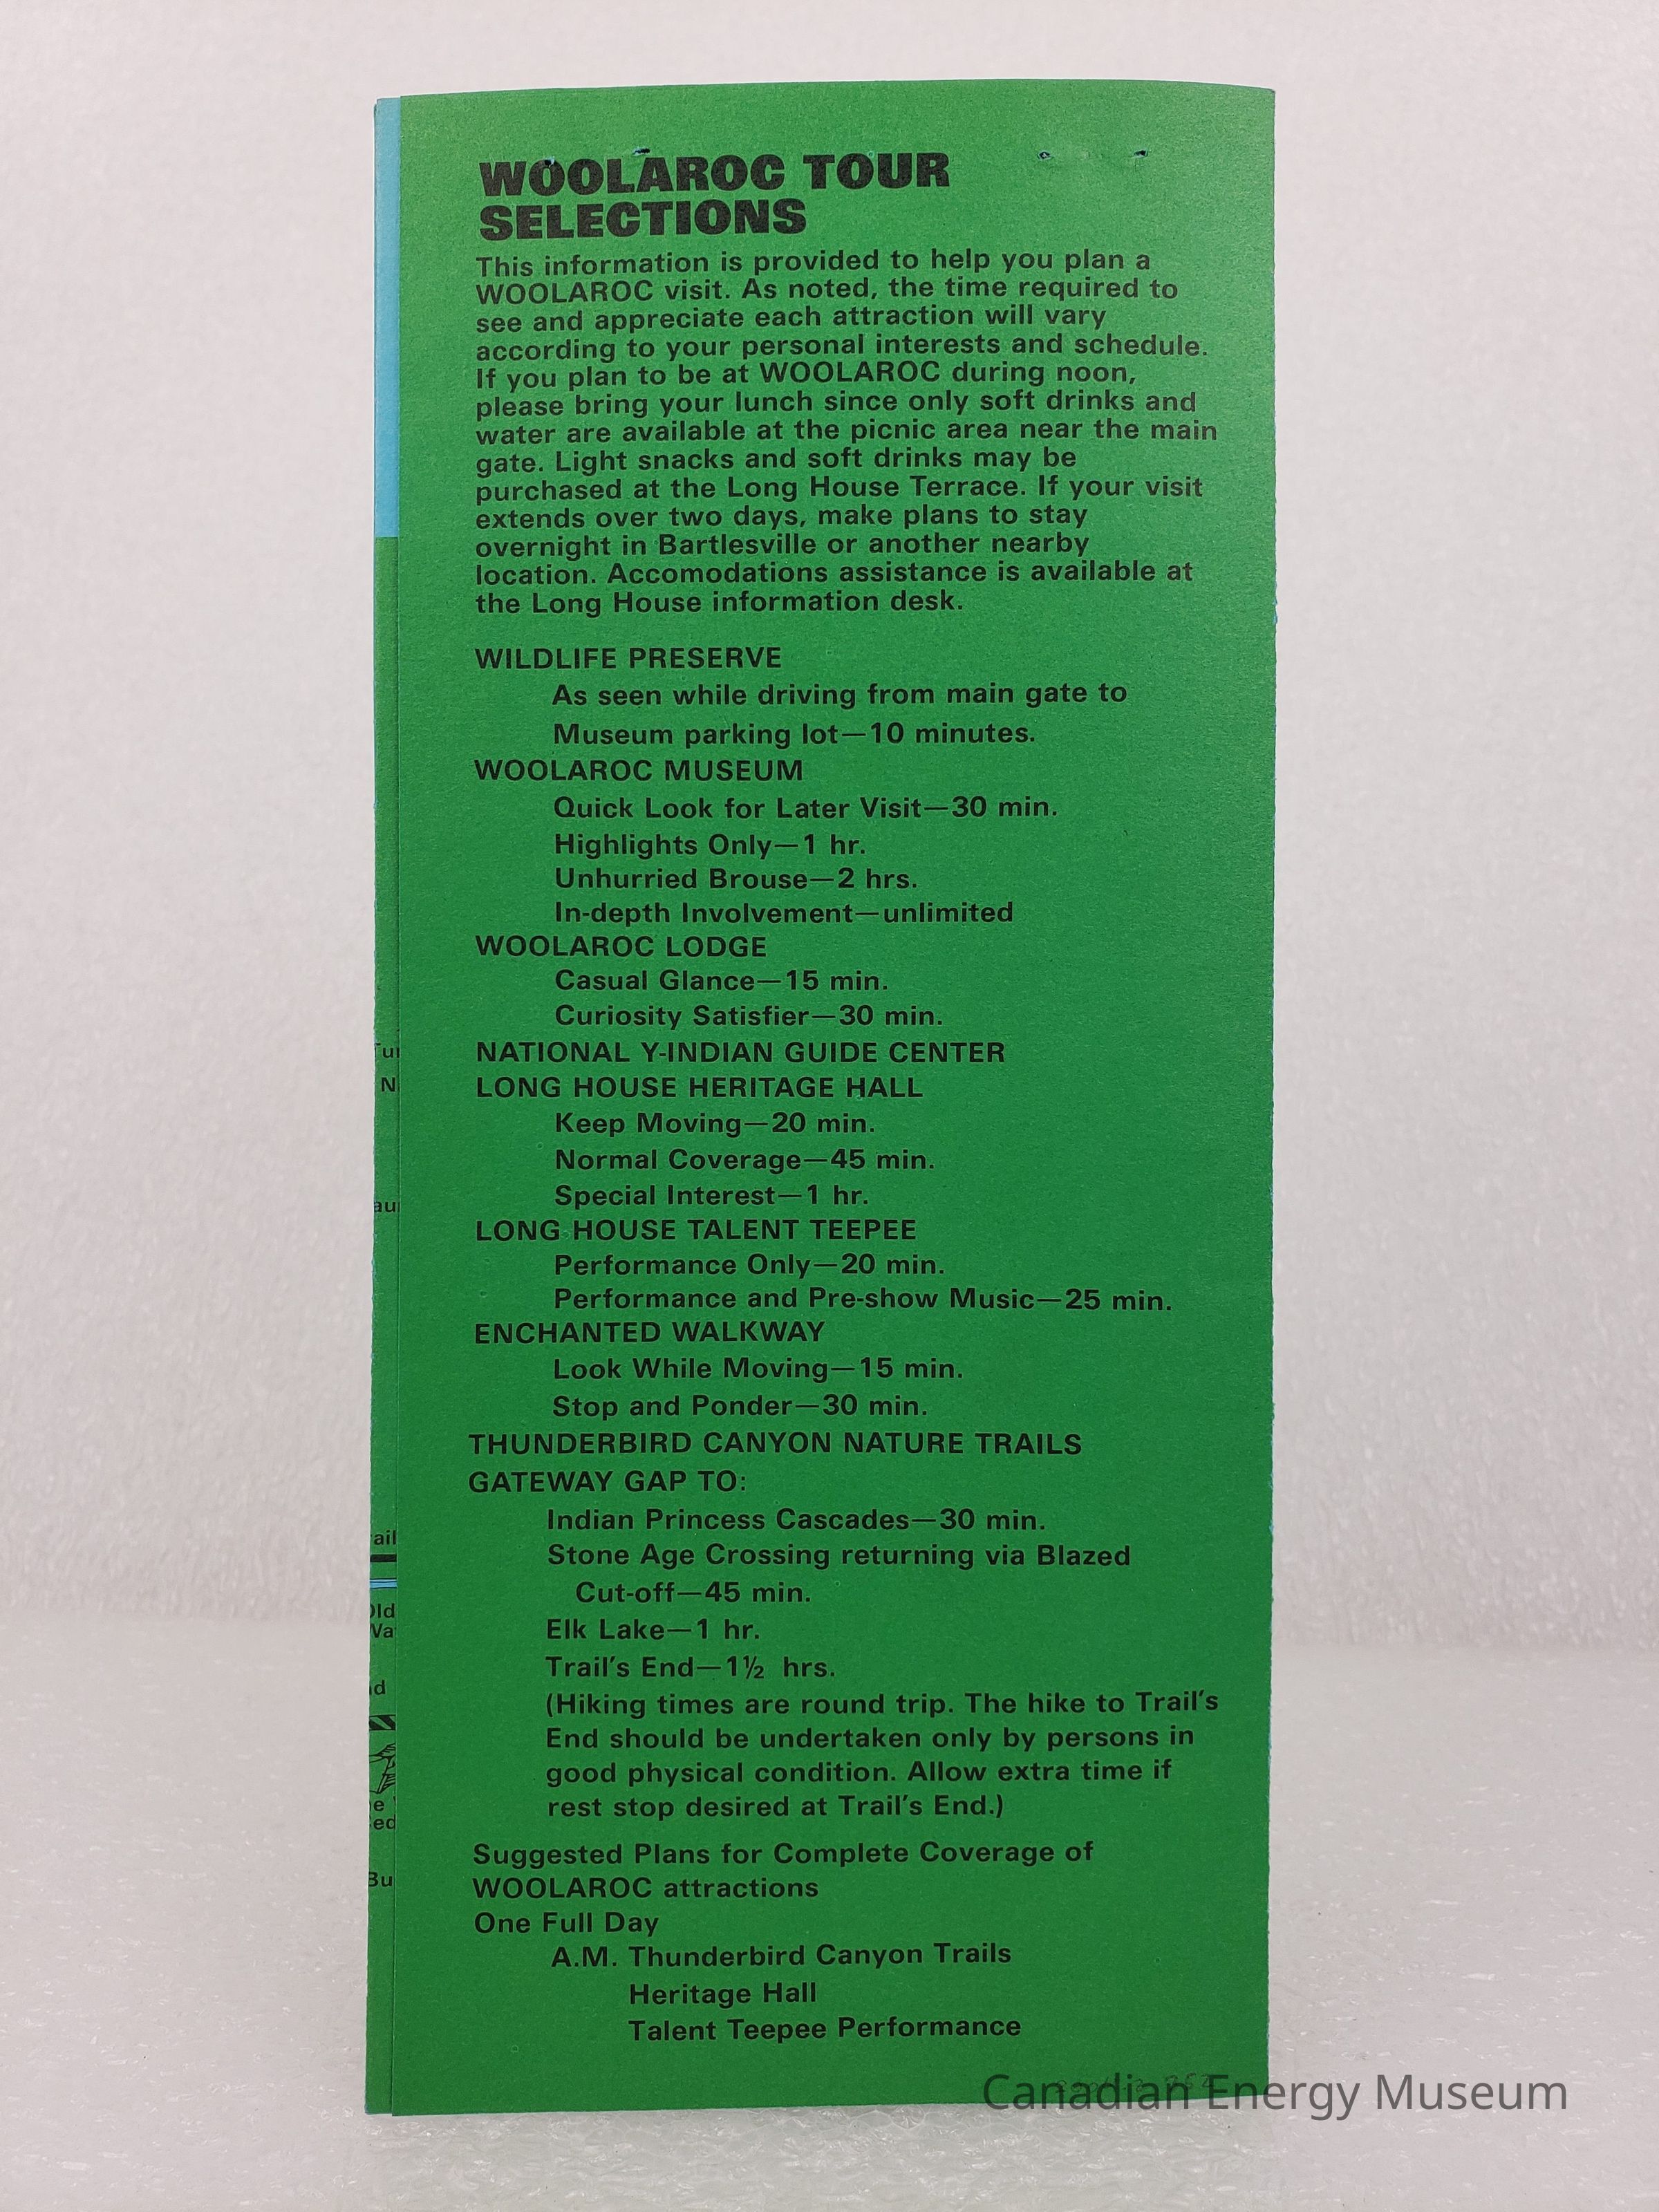 WOOLAROC TOUR
SELECTIONS
This information is provided to help you plan a
WOOLAROC visit. As noted, the time required to
see and appreciate each attraction will vary
according to your personal interests and schedule.
If you plan to be at WOOLAROC during noon,
please bring your lunch since only soft drinks and
water are available at the picnic area near the main
gate. Light snacks and soft drinks may be
purchased at the Long House Terrace. If your visit
extends over two days, make plans to stay
overnight in Bartlesville or another nearby
location. Accomodations assistance is available at
the Long House information desk.
WILDLIFE PRESERVE
As seen while driving from main gate to
Museum parking lot—10 minutes.
WOOLAROC MUSEUM
Quick Look for Later Visit—30 min.
Highlights Only—1 hr.
Unhurried Brouse—2 hrs.
In-depth Involvement—unlimited
WOOLAROC LODGE
Casual Glance—15 min.
Curiosity Satisfier—30 min.
NATIONAL Y-INDIAN GUIDE CENTER
LONG HOUSE HERITAGE HALL
Keep Moving—20 min.
Normal Coverage—45 min.
Special Interest—1 hr.
LONG HOUSE TALENT TEEPEE
Performance Only—20 min.
Performance and Pre-show Music—25 min.
ENCHANTED WALKWAY
Look While Moving—15 min.
Stop and Ponder—30 min.
THUNDERBIRD CANYON NATURE TRAILS
GATEWAY GAP TO:
Indian Princess Cascades—30 min.
Stone Age Crossing returning via Blazed
Cut-off—45 min.
Elk Lake—1 hr.
Trail's End—1½ hrs.
(Hiking times are round trip. The hike to Trail's
End should be undertaken only by persons in
good physical condition. Allow extra time if
rest stop desired at Trail's End.)
Suggested Plans for Complete Coverage of
WOOLAROC attractions
One Full Day
A.M. Thunderbird Canyon Trails
Heritage Hall
Talent Teepee Performance
Canadian Energy Museum